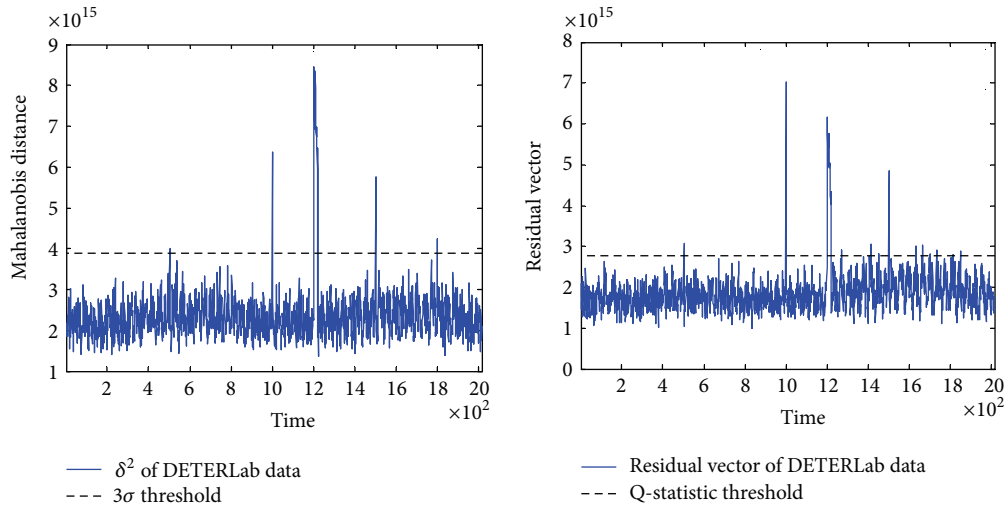 ×10^15
9
8
7
6
5
4
3
2
1
Mahalanobis distance
2 4 6 8 10 12 14 16 18 20
×10^2
Time
δ^2 of DETERLab data
3σ threshold
×10^15
8
7
6
5
4
3
2
1
0
Residual vector
2 4 6 8 10 12 14 16 18 20
×10^2
Time
Residual vector of DETERLab data
Q-statistic threshold